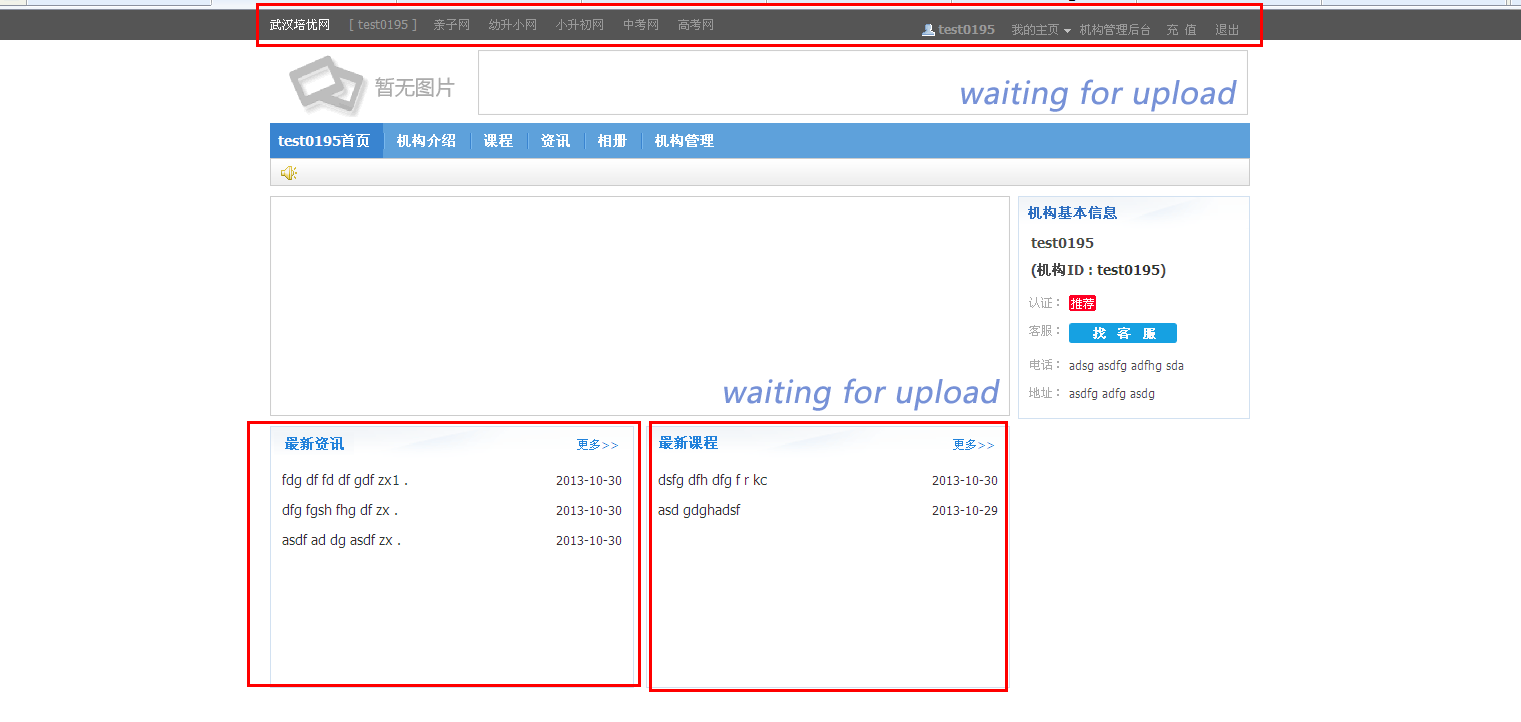 武汉培优网 [ test0195 ] 亲子网 幼升小网 小升初网 中考网 高考网 test0195 我的主页 机构管理后台 充 值 退出
暂无图片
waiting for upload
test0195首页 机构介绍 课程 资讯 相册 机构管理
waiting for upload
机构基本信息
test0195
(机构ID : test0195)
认证： 推荐
客服： 找 客 服
电话： adsg asdfg adfhg sda
地址： asdfg adfg asdg
最新资讯 更多>>
fdg df fd df gdf zx1 . 2013-10-30
dfg fgsh fhg df zx . 2013-10-30
asdf ad dg asdf zx . 2013-10-30
最新课程 更多>>
dsfg dfh dfg f r kc 2013-10-30
asd gdghadsf 2013-10-29